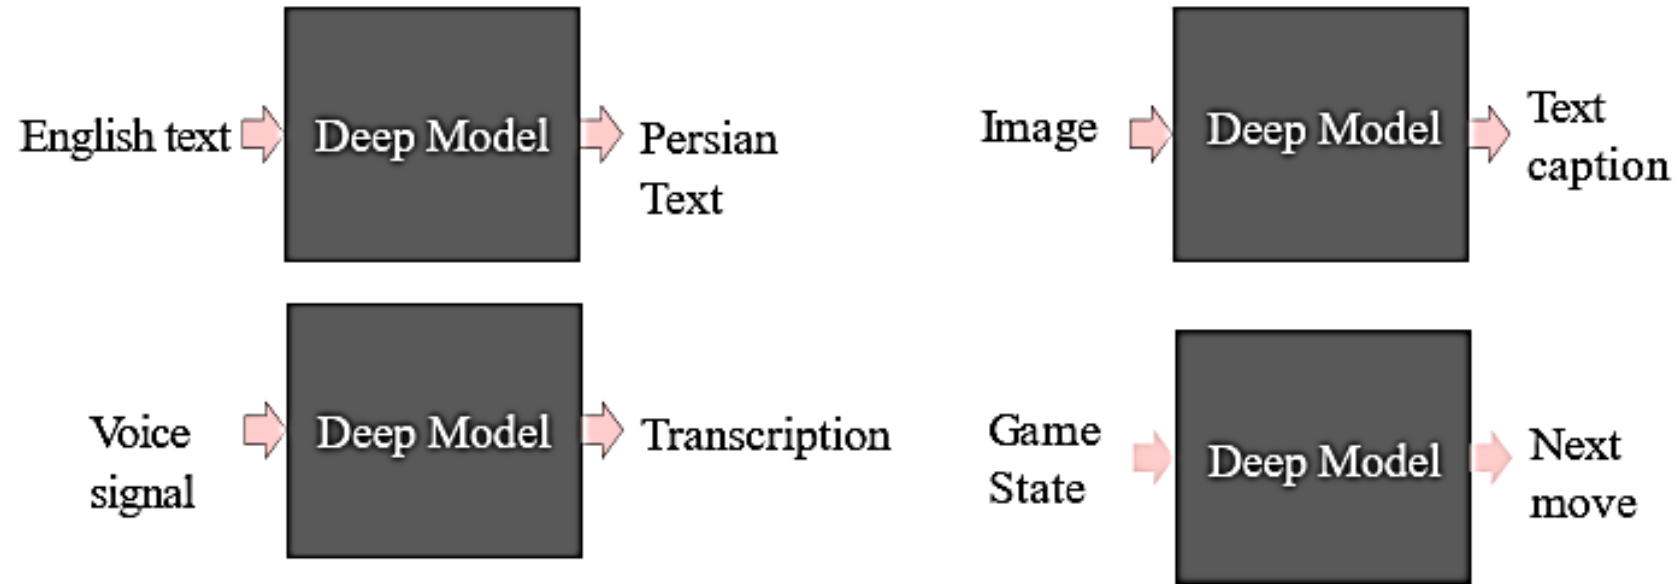 English text
Deep Model
Persian
Text
Image
Deep Model
Text
caption
Voice
signal
Deep Model
Transcription
Game
State
Deep Model
Next
move